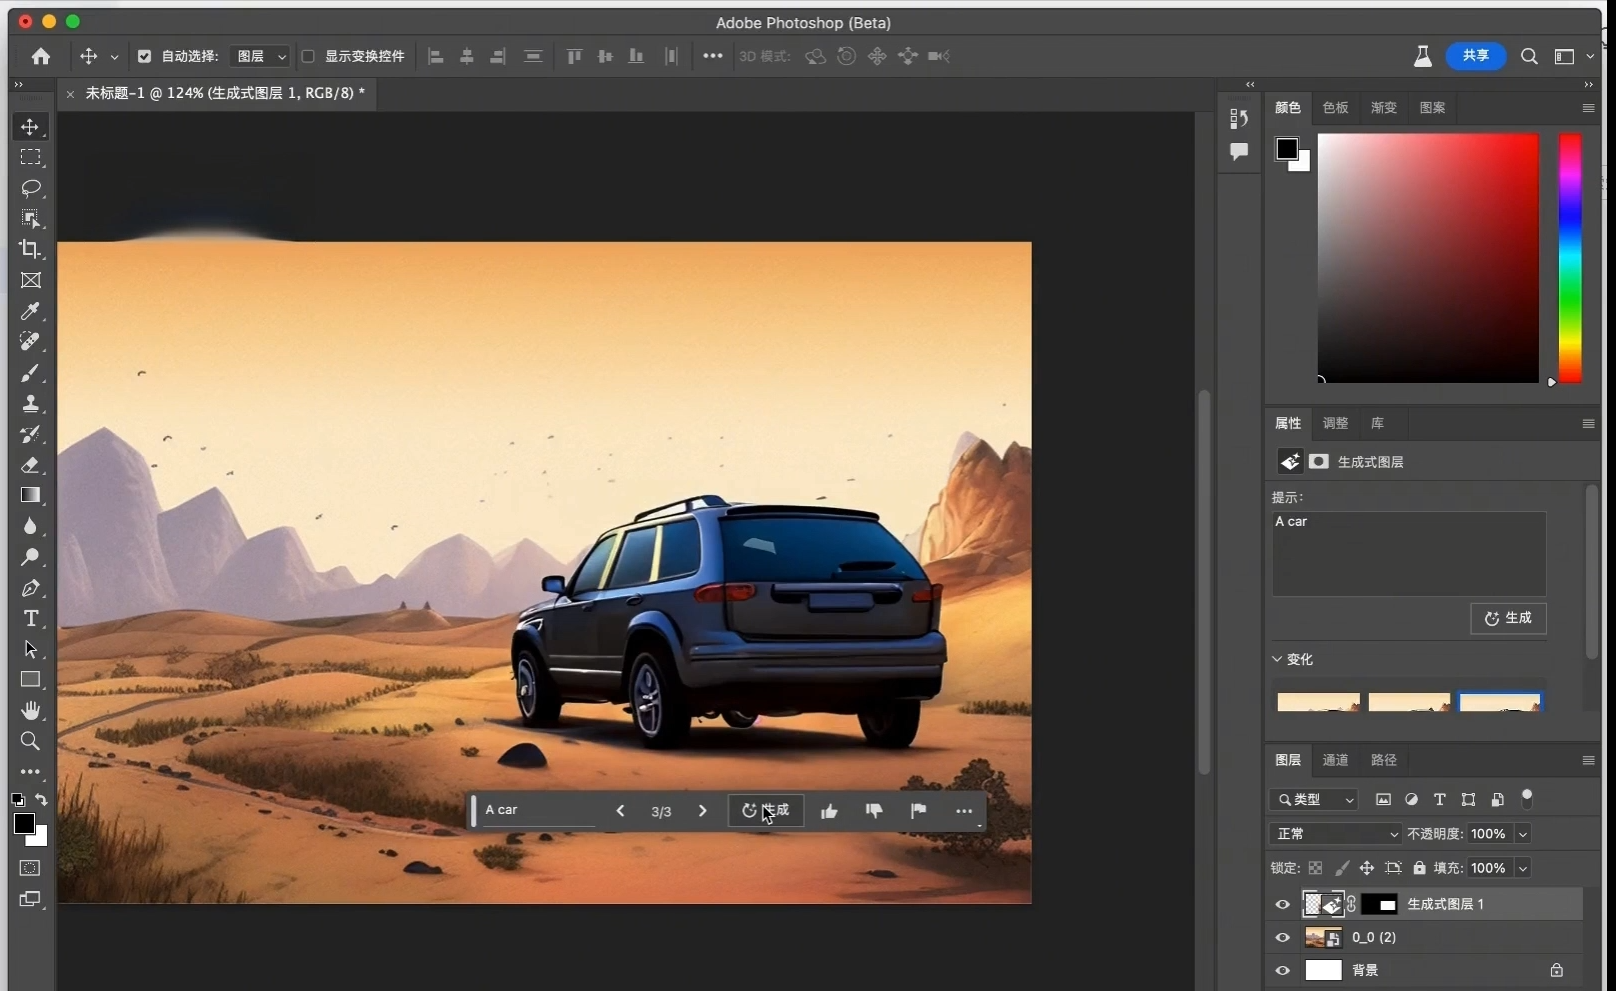 Adobe Photoshop (Beta)
自动选择: 图层 显示变换控件 3D 模式: 共享
未标题-1 @ 124% (生成式图层 1, RGB/8) *
颜色 色板 渐变 图案
属性 调整 库
生成式图层
提示:
A car
生成
变化
A car 3/3 生成
图层 通道 路径
类型
正常 不透明度: 100%
锁定: 填充: 100%
生成式图层 1
0_0 (2)
背景